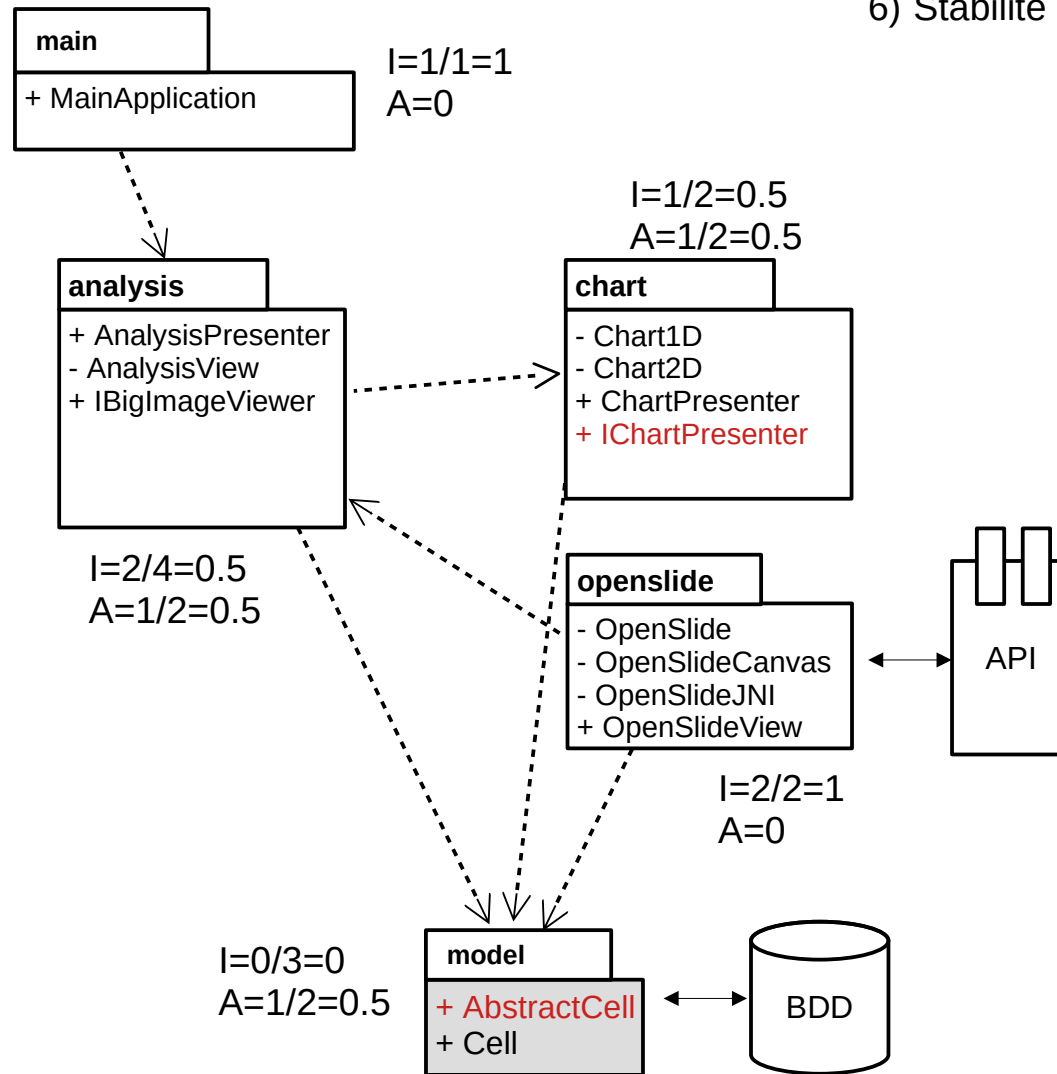 6) Stabilité
main
+ MainApplication
I=1/1=1
A=0
I=1/2=0.5
A=1/2=0.5
analysis
+ AnalysisPresenter
- AnalysisView
+ IBigImageViewer
chart
- Chart1D
- Chart2D
+ ChartPresenter
+ IChartPresenter
I=2/4=0.5
A=1/2=0.5
openslide
- OpenSlide
- OpenSlideCanvas
- OpenSlideJNI
+ OpenSlideView
API
I=2/2=1
A=0
I=0/3=0
A=1/2=0.5
model
+ AbstractCell
+ Cell
BDD